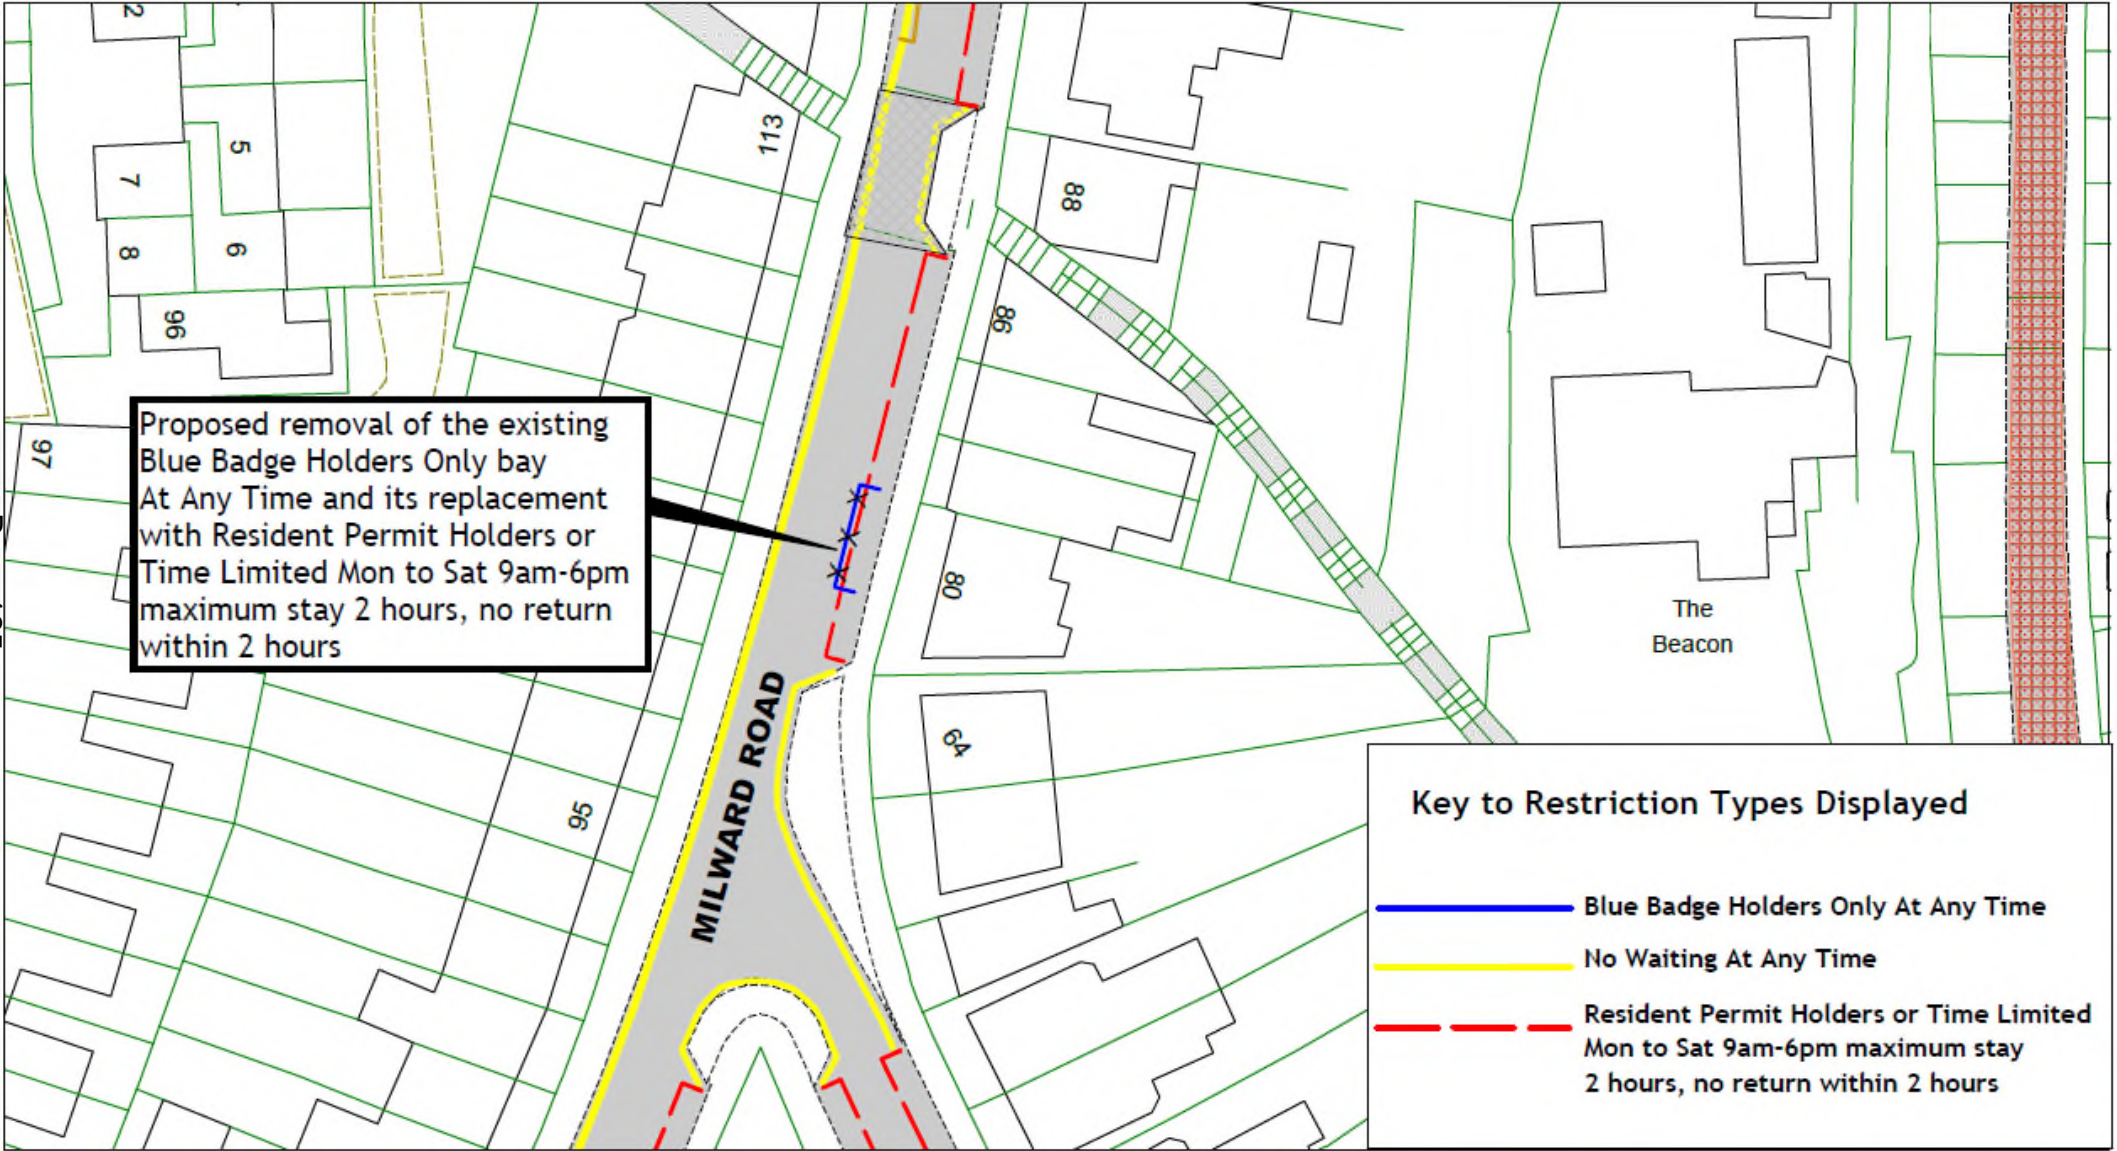 2
5
7
8
6
96
97
113
88
86
80
64
95
Proposed removal of the existing
Blue Badge Holders Only bay
At Any Time and its replacement
with Resident Permit Holders or
Time Limited Mon to Sat 9am-6pm
maximum stay 2 hours, no return
within 2 hours
MILWARD ROAD
The
Beacon
Key to Restriction Types Displayed
Blue Badge Holders Only At Any Time
No Waiting At Any Time
Resident Permit Holders or Time Limited
Mon to Sat 9am-6pm maximum stay
2 hours, no return within 2 hours